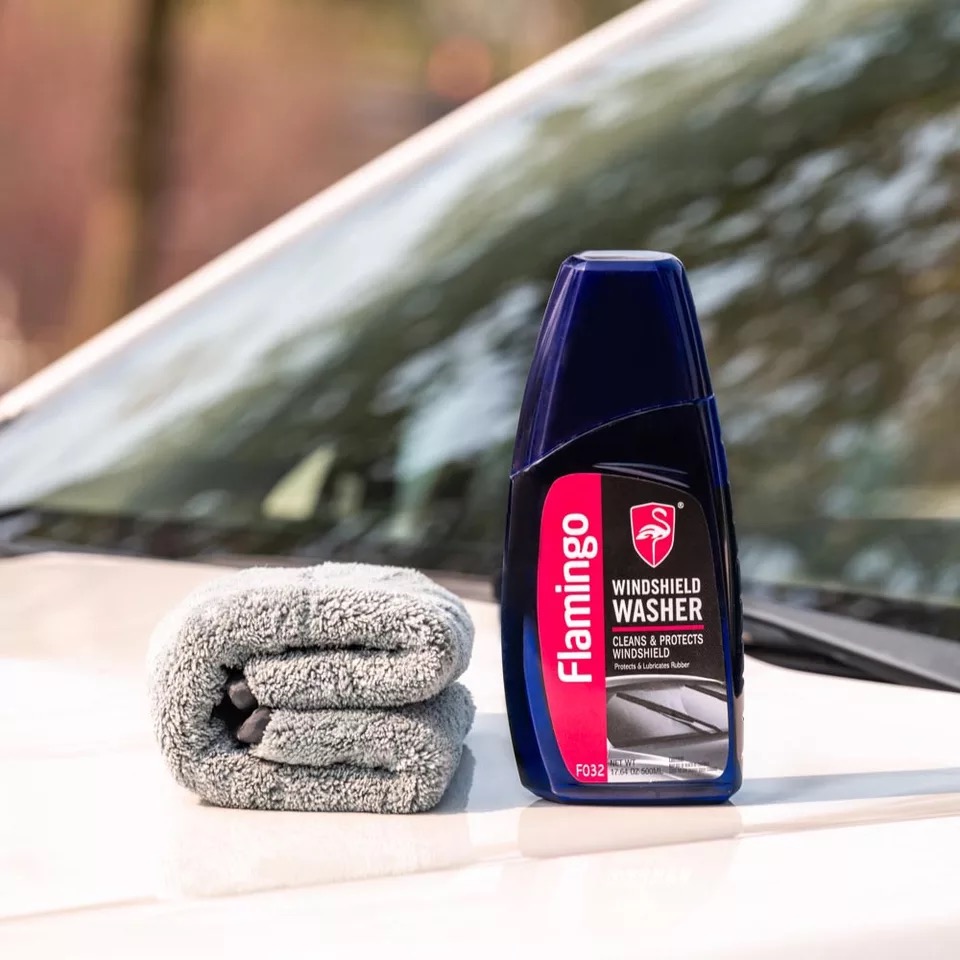 Flamingo
®
WINDSHIELD
WASHER
CLEANS & PROTECTS
WINDSHIELD
Protects & Lubricates Rubber
F032
NET WT
17.64 OZ 500ML